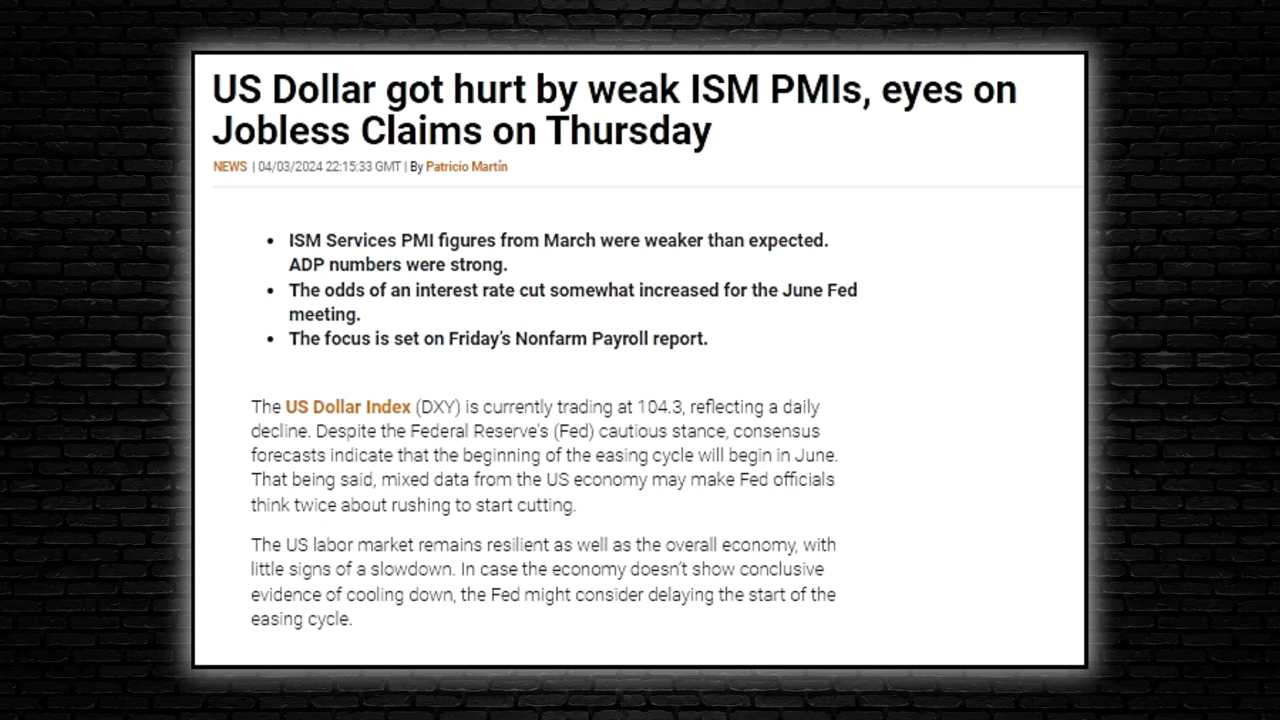 US Dollar got hurt by weak ISM PMIs, eyes on
Jobless Claims on Thursday
NEWS | 04/03/2024 22:15:33 GMT | By Patricio Martín
• ISM Services PMI figures from March were weaker than expected.
ADP numbers were strong.
• The odds of an interest rate cut somewhat increased for the June Fed
meeting.
• The focus is set on Friday's Nonfarm Payroll report.
The US Dollar Index (DXY) is currently trading at 104.3, reflecting a daily
decline. Despite the Federal Reserve's (Fed) cautious stance, consensus
forecasts indicate that the beginning of the easing cycle will begin in June.
That being said, mixed data from the US economy may make Fed officials
think twice about rushing to start cutting.
The US labor market remains resilient as well as the overall economy, with
little signs of a slowdown. In case the economy doesn't show conclusive
evidence of cooling down, the Fed might consider delaying the start of the
easing cycle.